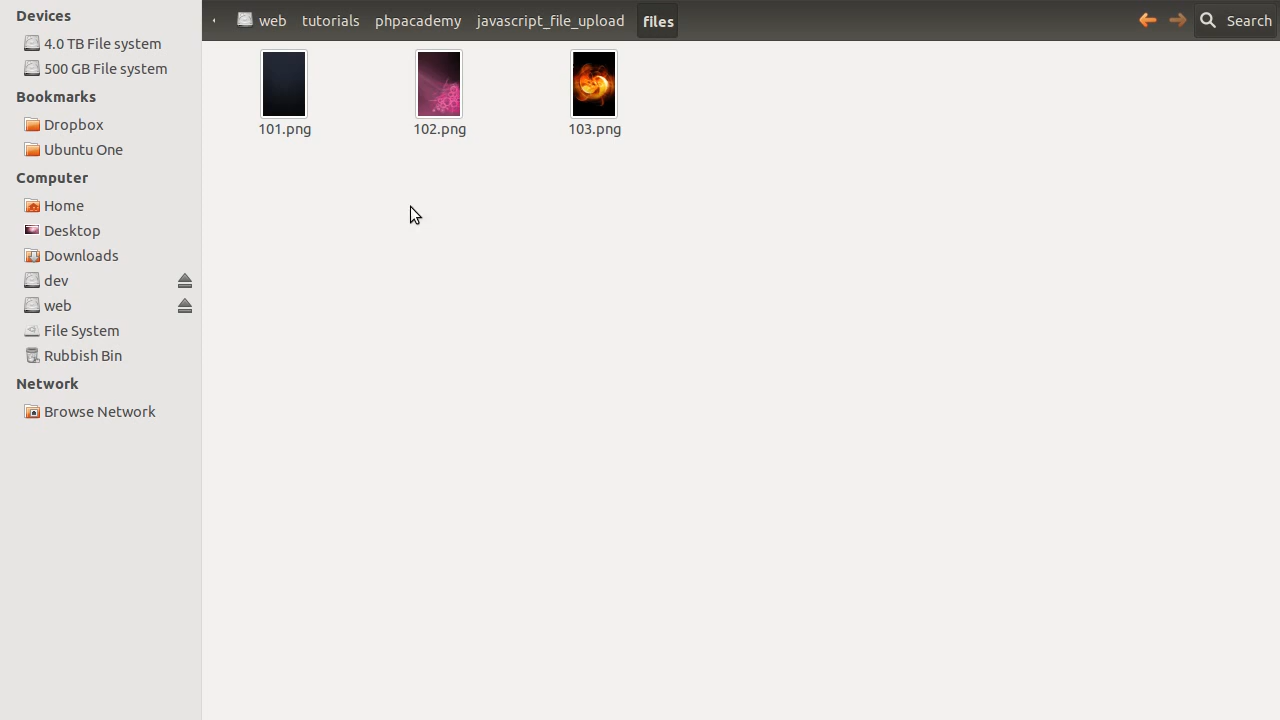 Devices
4.0 TB File system
500 GB File system
Bookmarks
Dropbox
Ubuntu One
Computer
Home
Desktop
Downloads
dev
web
File System
Rubbish Bin
Network
Browse Network
web tutorials phpacademy javascript_file_upload files Search
101.png 102.png 103.png